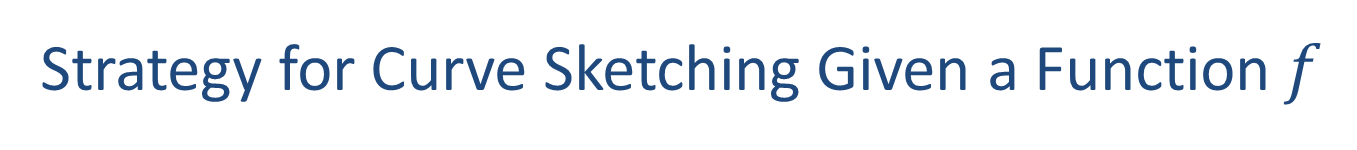 Strategy for Curve Sketching Given a Function f